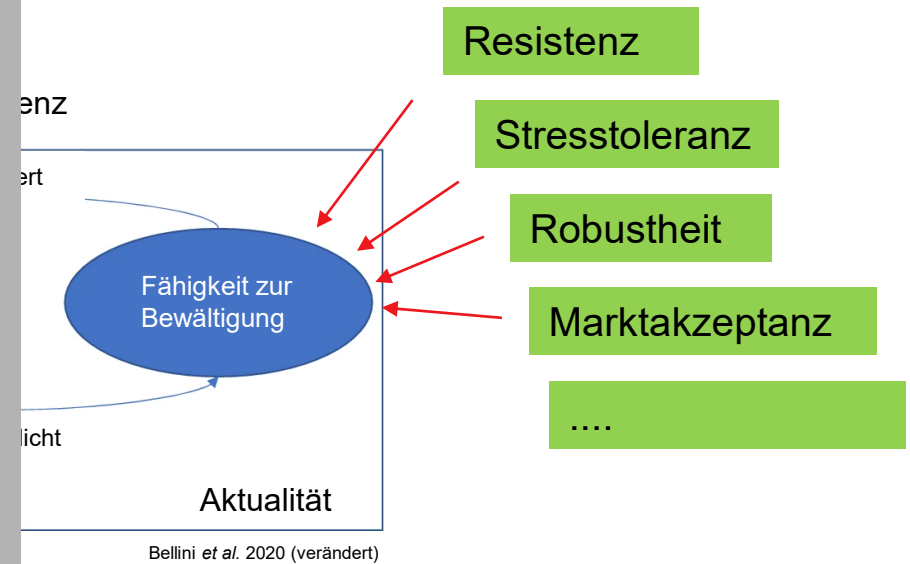 Resistenz
enz
Stresstoleranz
ert
Robustheit
Fähigkeit zur
Bewältigung
Marktakzeptanz
....
licht
Aktualität
Bellini et al. 2020 (verändert)